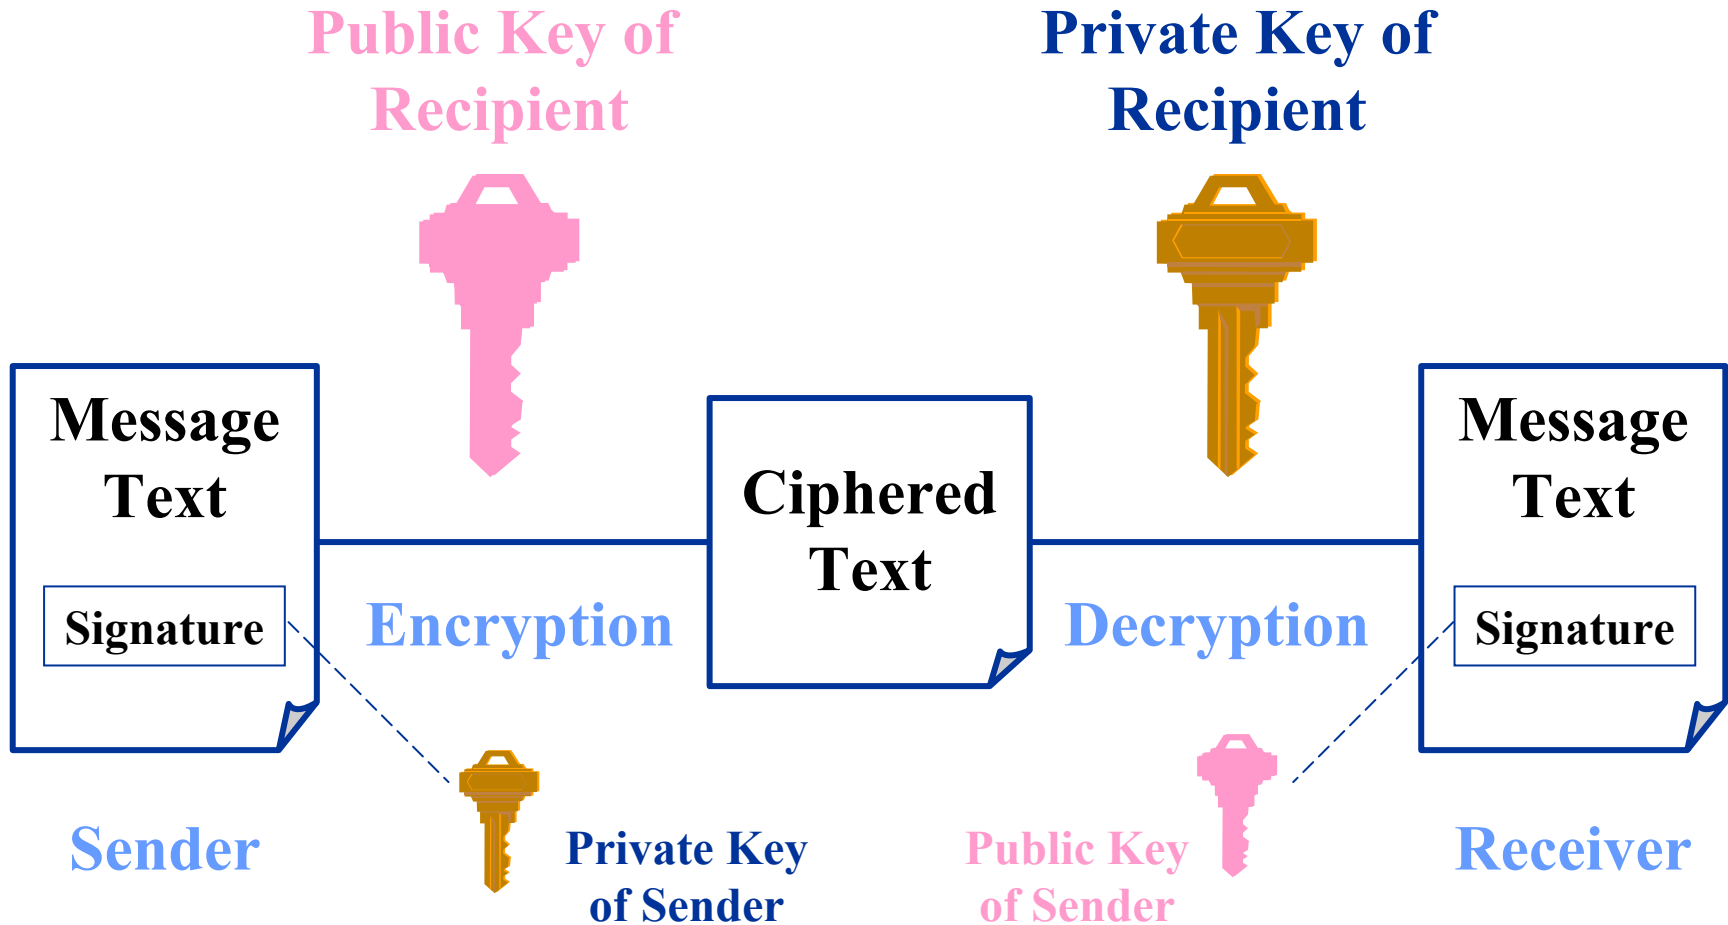 Public Key of
Recipient
Private Key of
Recipient
Message
Text
Signature
Encryption
Ciphered
Text
Decryption
Message
Text
Signature
Sender
Private Key
of Sender
Public Key
of Sender
Receiver